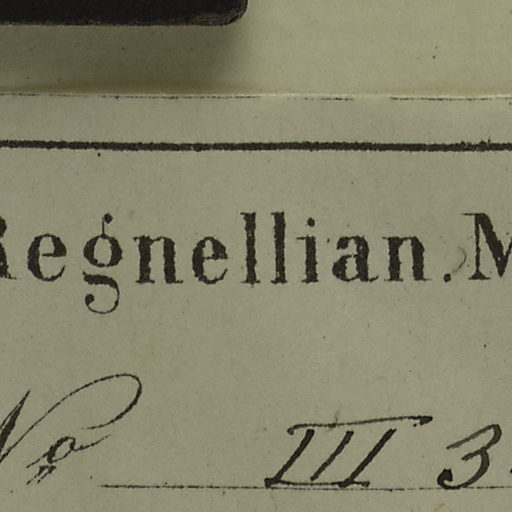 Regnellian. M
No III 3